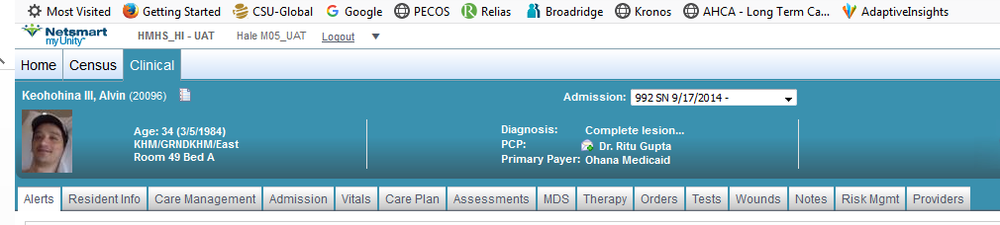 Most Visited Getting Started CSU-Global Google PECOS Relias Broadridge Kronos AHCA - Long Term Ca... AdaptiveInsights
Netsmart
myUnity™
HMHS_HI - UAT Hale M05_UAT Logout
Home Census Clinical
Keohohina III, Alvin (20096)
Admission: 992 SN 9/17/2014 -
Age: 34 (3/5/1984)
KHM/GRNDKHM/East
Room 49 Bed A
Diagnosis: Complete lesion...
PCP: Dr. Ritu Gupta
Primary Payer: Ohana Medicaid
Alerts Resident Info Care Management Admission Vitals Care Plan Assessments MDS Therapy Orders Tests Wounds Notes Risk Mgmt Providers